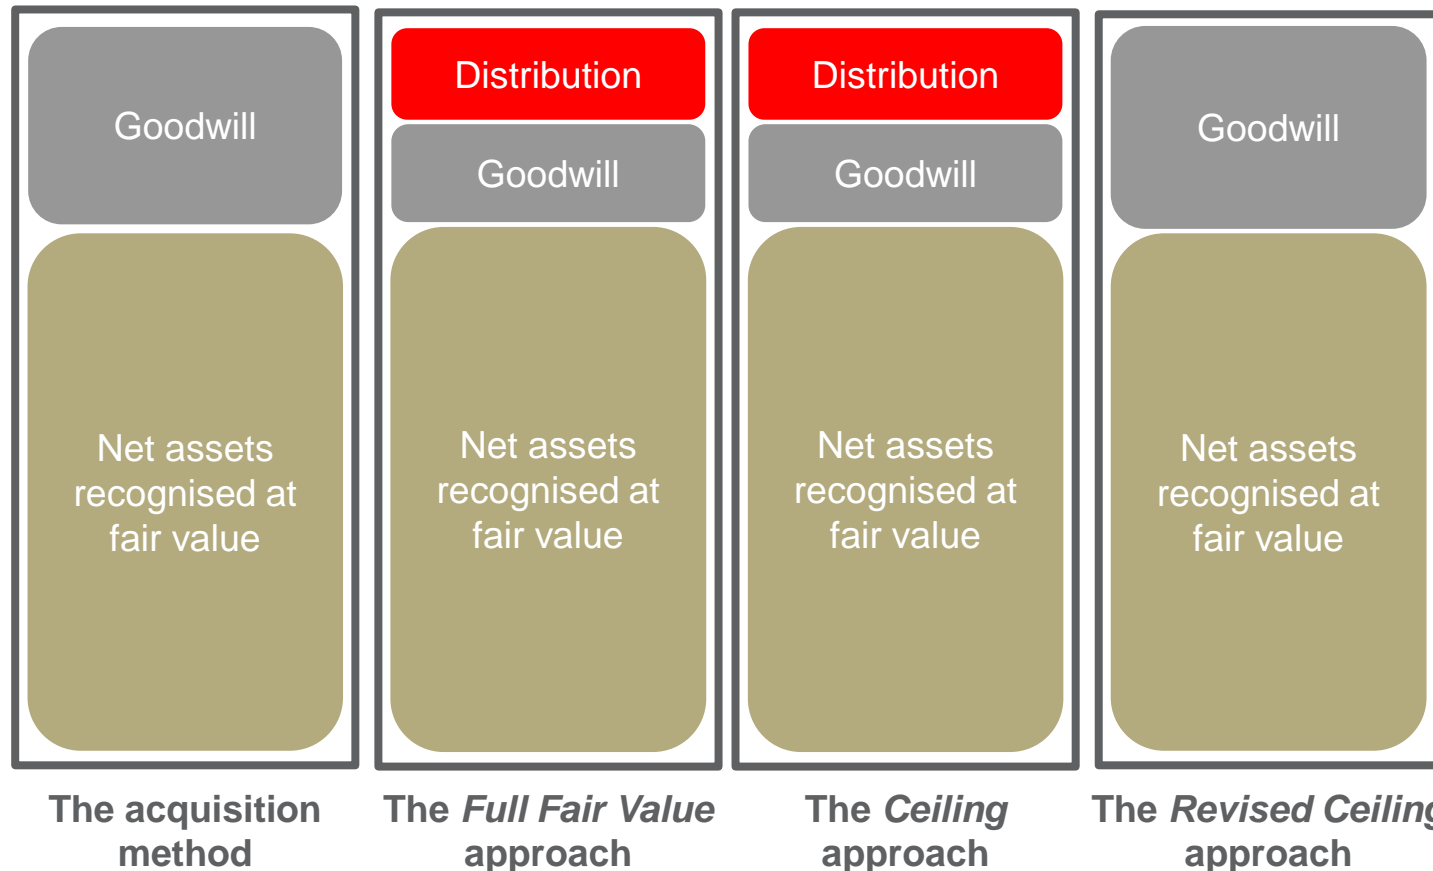 Goodwill
Net assets
recognised at
fair value
The acquisition
method
Distribution
Goodwill
Net assets
recognised at
fair value
The Full Fair Value
approach
Distribution
Goodwill
Net assets
recognised at
fair value
The Ceiling
approach
Goodwill
Net assets
recognised at
fair value
The Revised Ceiling
approach